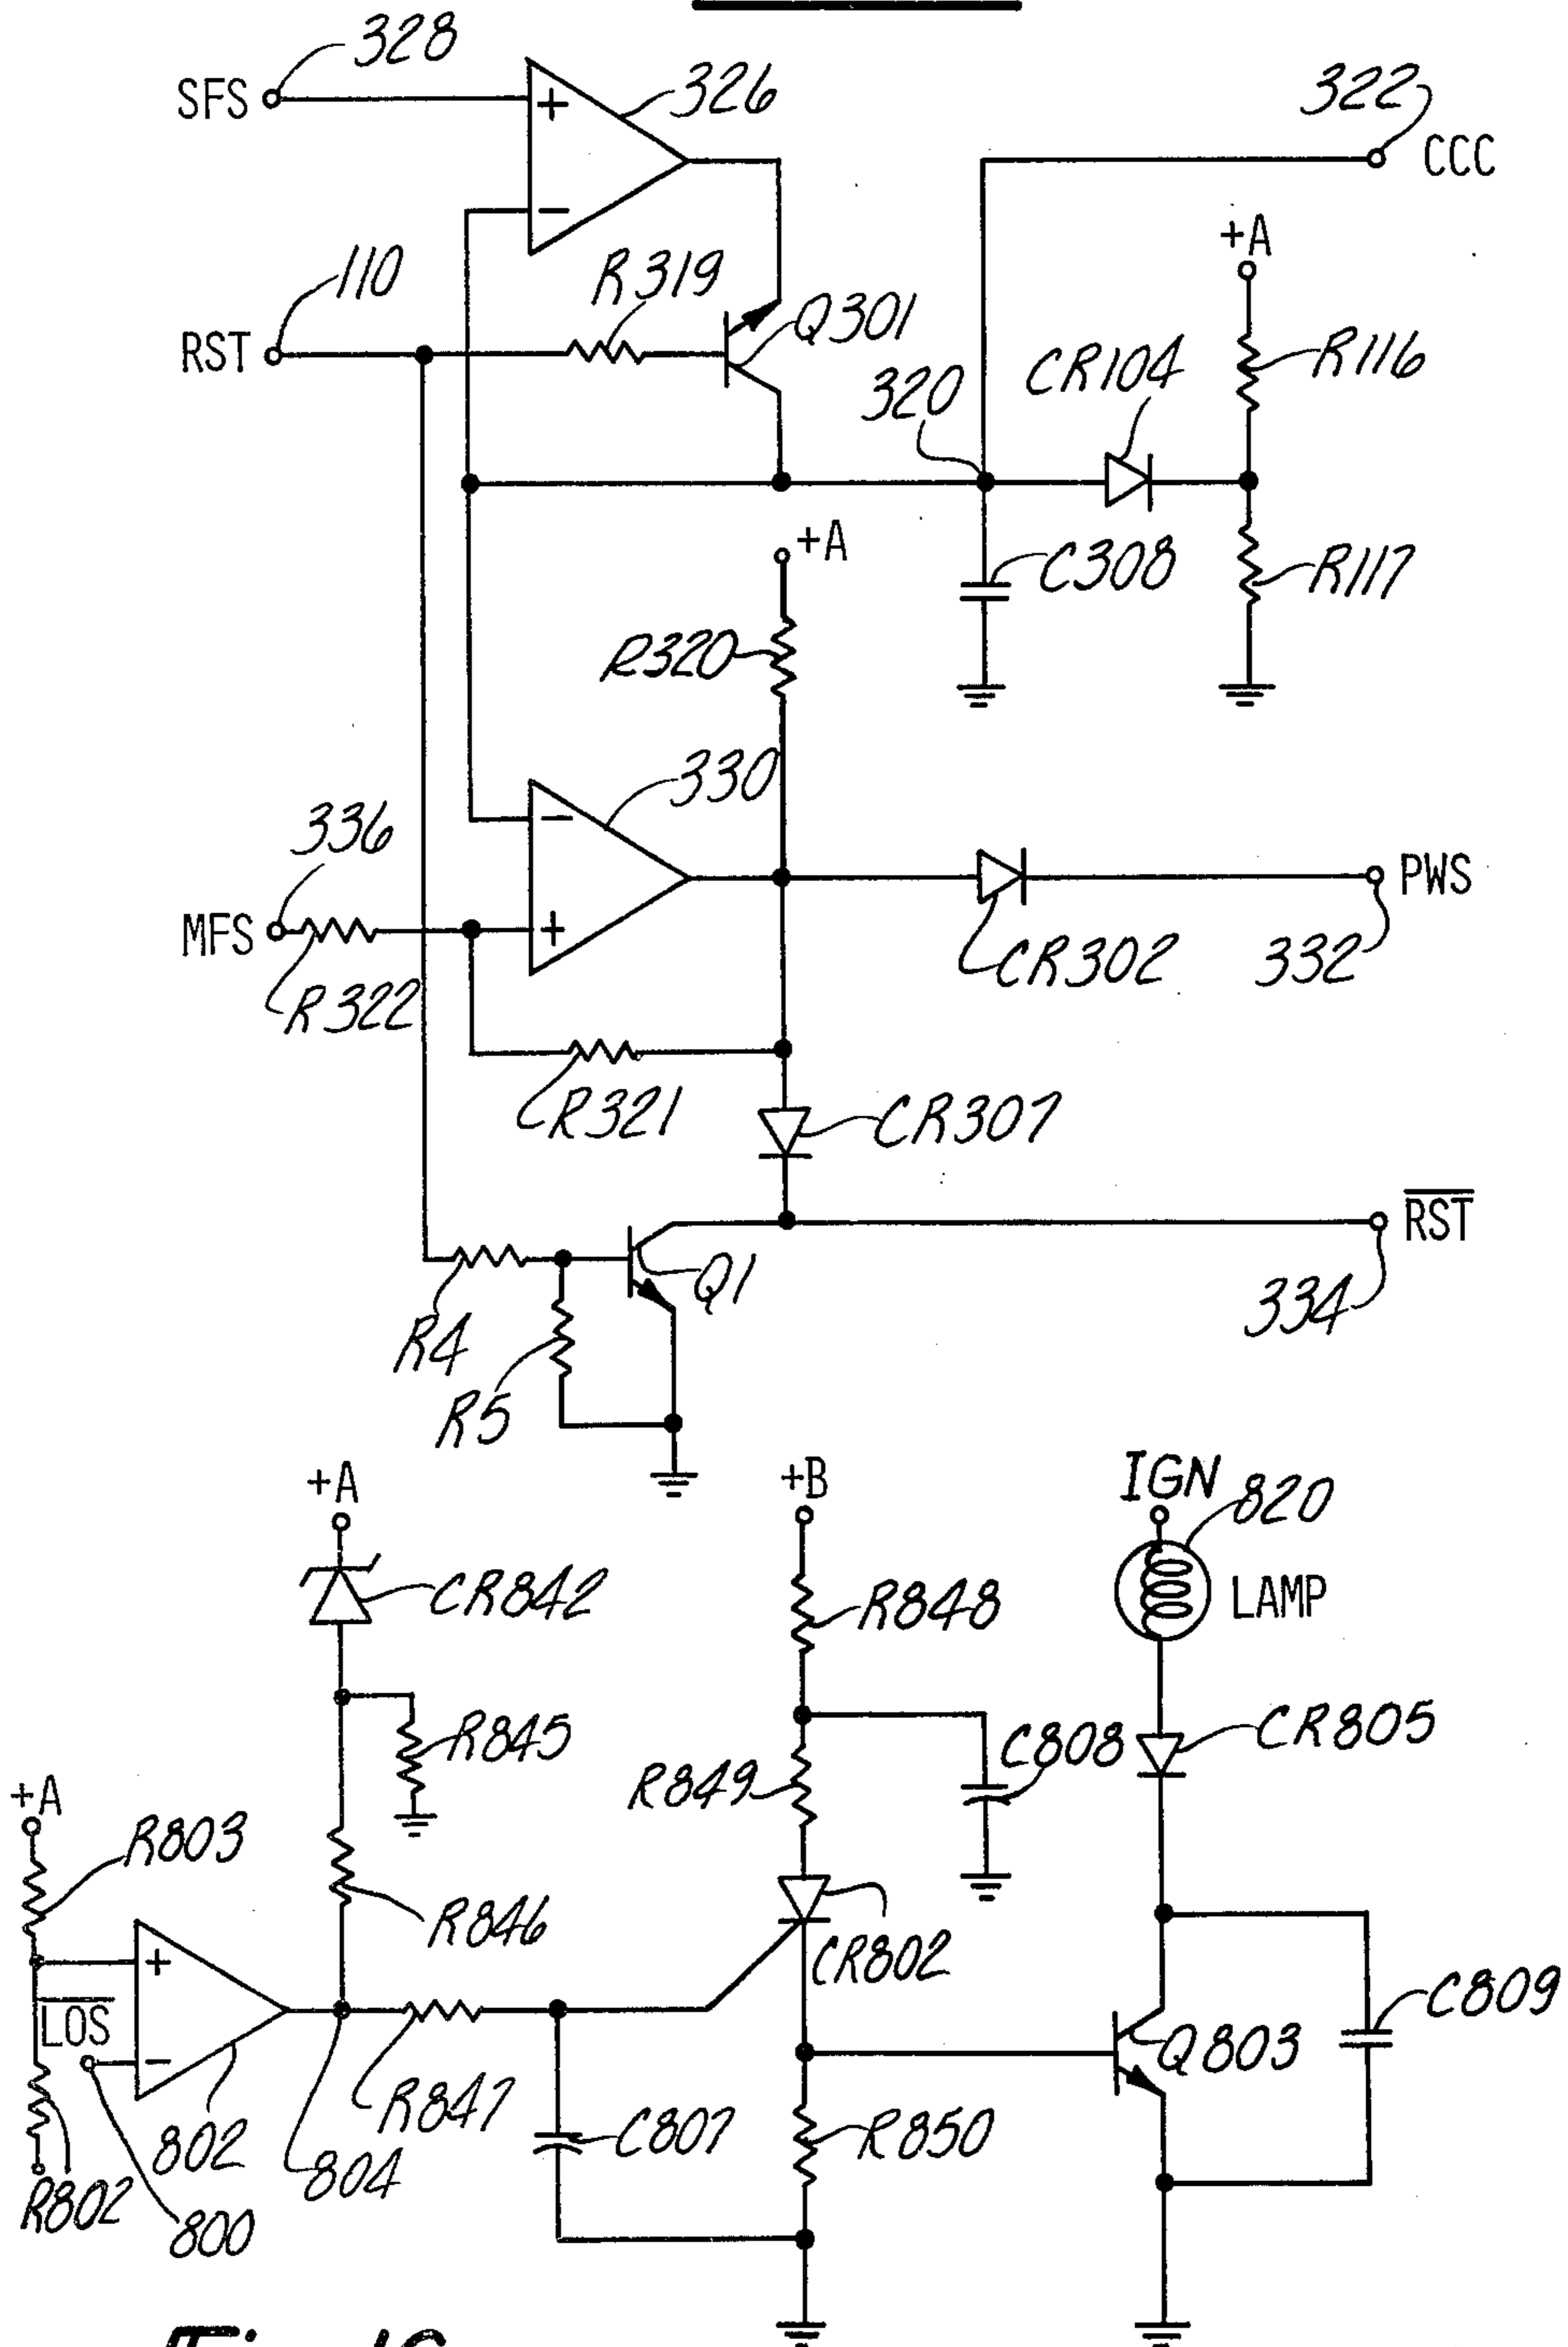 328
SFS
+
326
322
CCC
−
+A
110
R319
RST
Q301
R116
320
CR104
+A
C308
R117
R320
330
336
−
PWS
MFS
+
CR302
332
R322
R321
CR307
RST
Q1
334
R4
R5
+A
+B
IGN
820
CR842
R848
LAMP
R845
C808
CR805
R849
+A
R803
R846
CR802
+
C809
LOS
Q803
−
R847
C807
R850
802
804
R802
800